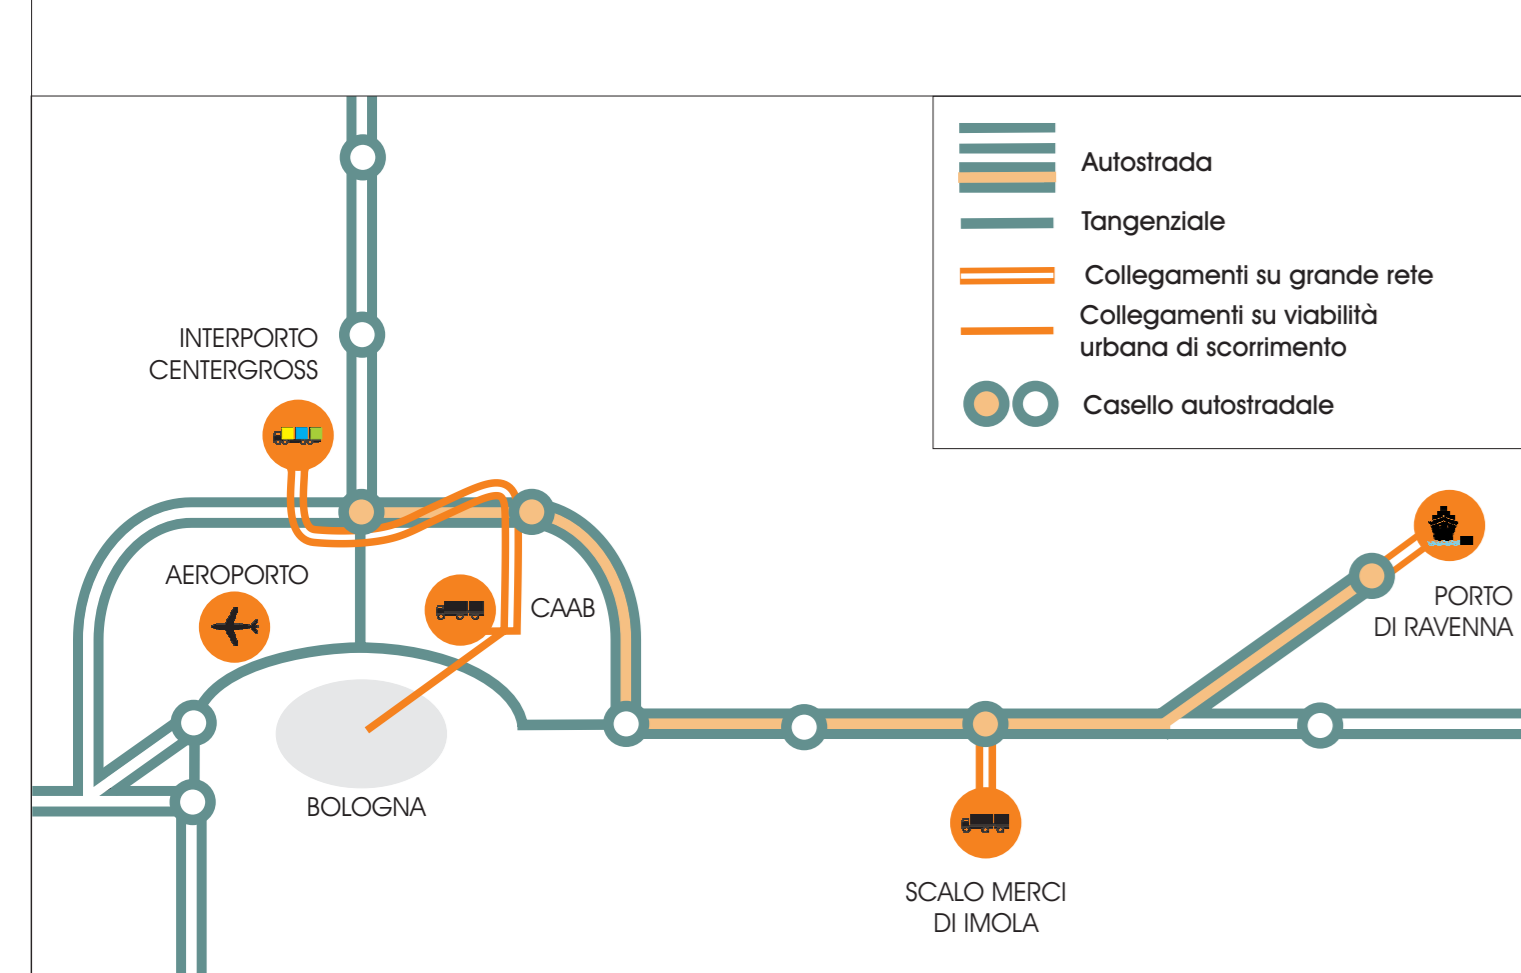 Autostrada
Tangenziale
Collegamenti su grande rete
Collegamenti su viabilità
urbana di scorrimento
Casello autostradale
INTERPORTO
CENTERGROSS
AEROPORTO
CAAB
PORTO
DI RAVENNA
BOLOGNA
SCALO MERCI
DI IMOLA